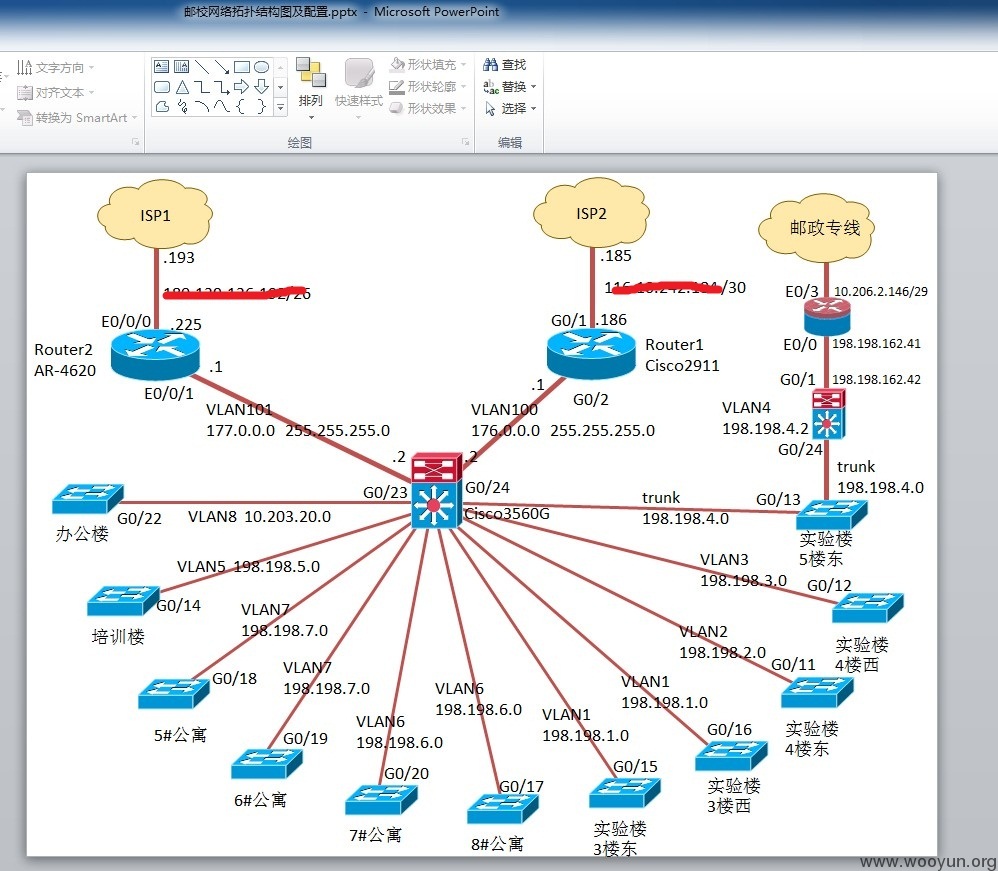 邮校网络拓扑结构图及配置.pptx - Microsoft PowerPoint
文字方向
对齐文本
转换为 SmartArt
排列
快速样式
形状填充
形状轮廓
形状效果
查找
替换
选择
绘图
编辑
ISP1
ISP2
邮政专线
.193
.185
/26
/30
E0/3
10.206.2.146/29
E0/0/0
.225
G0/1
.186
Router2
AR-4620
Router1
Cisco2911
E0/0
198.198.162.41
.1
E0/0/1
.1
G0/2
G0/1
198.198.162.42
VLAN101
177.0.0.0 255.255.255.0
VLAN100
176.0.0.0 255.255.255.0
VLAN4
198.198.4.2
G0/24
.2
.2
trunk
198.198.4.0
G0/23
G0/24
Cisco3560G
trunk
198.198.4.0
G0/13
实验楼
5楼东
办公楼
G0/22
VLAN8 10.203.20.0
VLAN5 198.198.5.0
G0/14
培训楼
VLAN3
198.198.3.0
G0/12
实验楼
4楼西
VLAN7
198.198.7.0
G0/18
5#公寓
VLAN2
198.198.2.0
G0/11
实验楼
4楼东
VLAN7
198.198.7.0
G0/19
6#公寓
VLAN6
198.198.6.0
G0/20
7#公寓
VLAN6
198.198.6.0
G0/17
8#公寓
VLAN1
198.198.1.0
G0/15
实验楼
3楼东
VLAN1
198.198.1.0
G0/16
实验楼
3楼西
www.wooyun.org